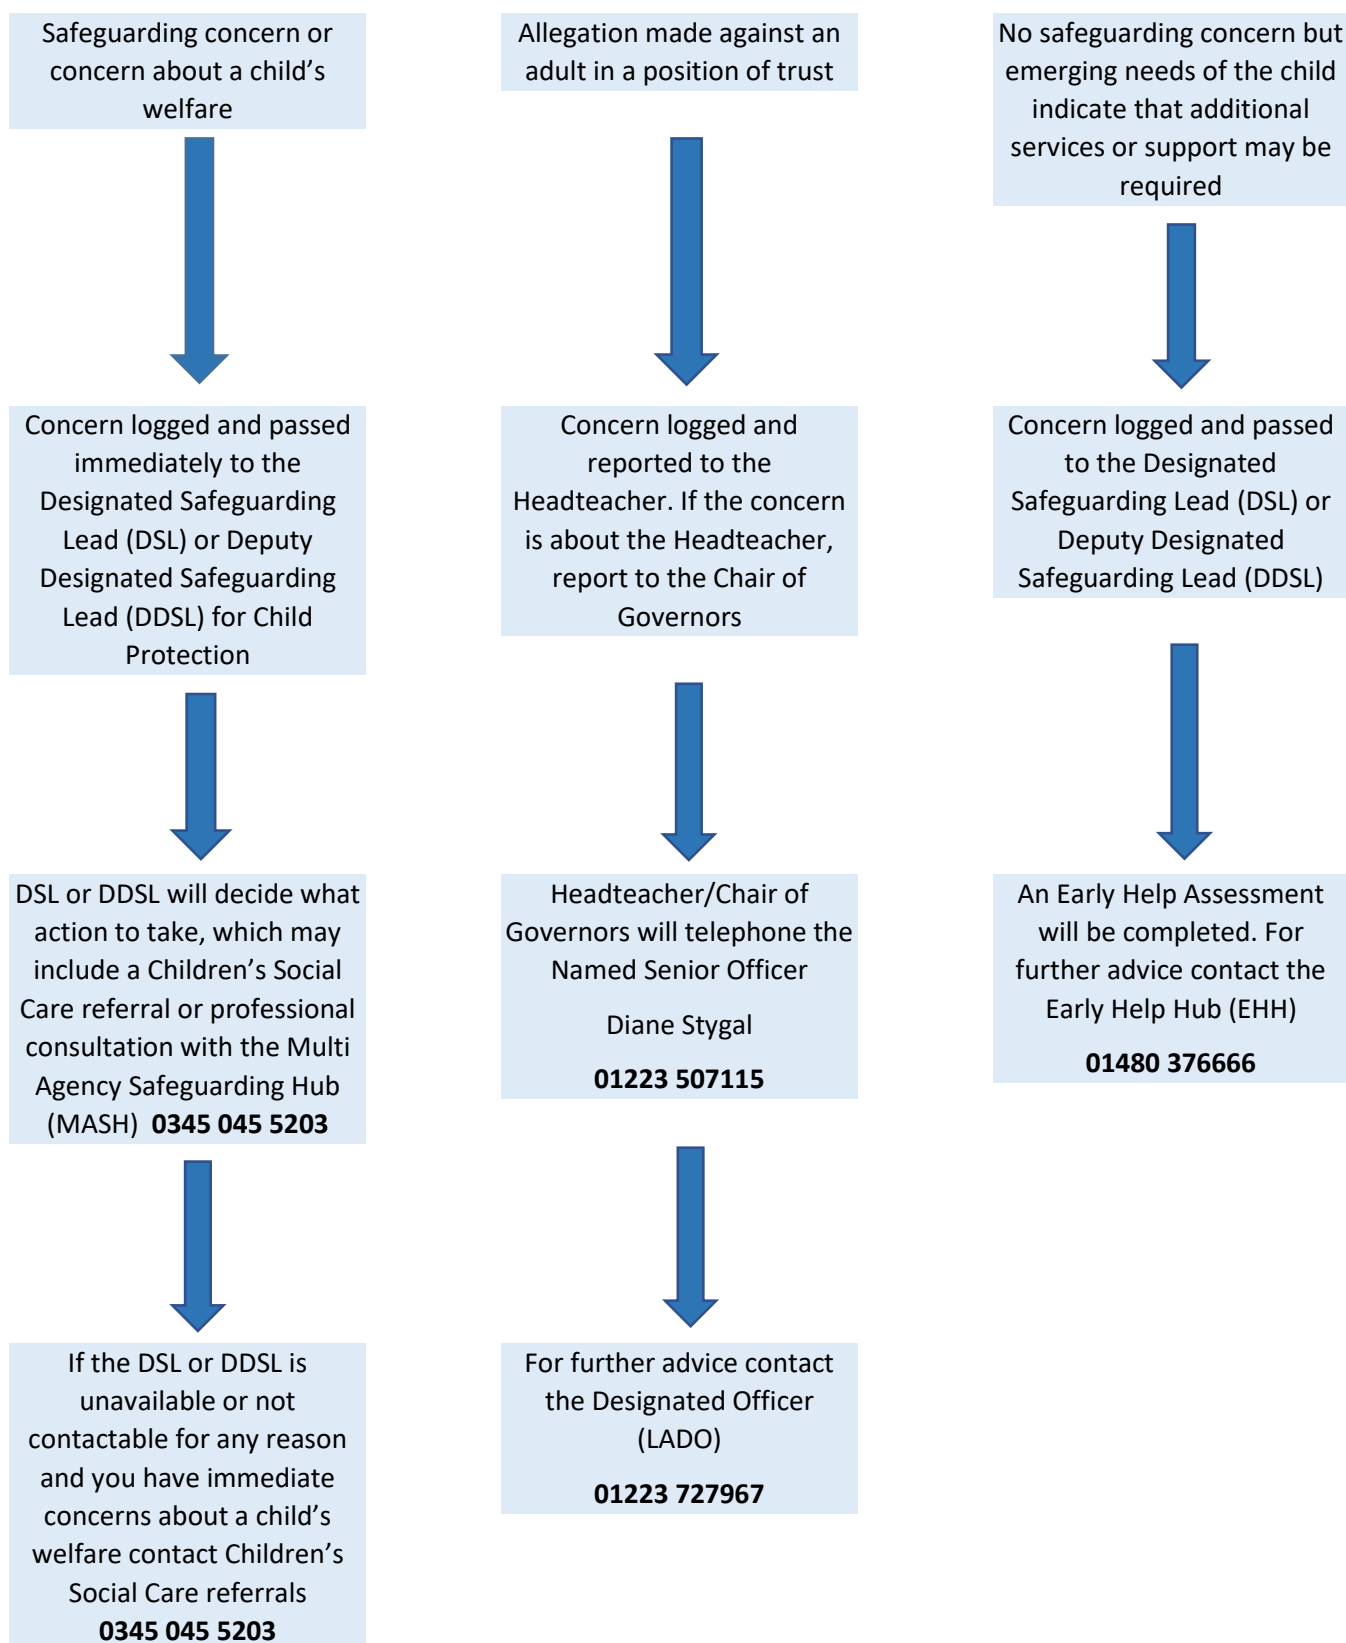 Safeguarding concern or
concern about a child’s
welfare
Concern logged and passed
immediately to the
Designated Safeguarding
Lead (DSL) or Deputy
Designated Safeguarding
Lead (DDSL) for Child
Protection
DSL or DDSL will decide what
action to take, which may
include a Children’s Social
Care referral or professional
consultation with the Multi
Agency Safeguarding Hub
(MASH) 0345 045 5203
If the DSL or DDSL is
unavailable or not
contactable for any reason
and you have immediate
concerns about a child’s
welfare contact Children’s
Social Care referrals
0345 045 5203
Allegation made against an
adult in a position of trust
Concern logged and
reported to the
Headteacher. If the concern
is about the Headteacher,
report to the Chair of
Governors
Headteacher/Chair of
Governors will telephone the
Named Senior Officer
Diane Stygal
01223 507115
For further advice contact
the Designated Officer
(LADO)
01223 727967
No safeguarding concern but
emerging needs of the child
indicate that additional
services or support may be
required
Concern logged and passed
to the Designated
Safeguarding Lead (DSL) or
Deputy Designated
Safeguarding Lead (DDSL)
An Early Help Assessment
will be completed. For
further advice contact the
Early Help Hub (EHH)
01480 376666